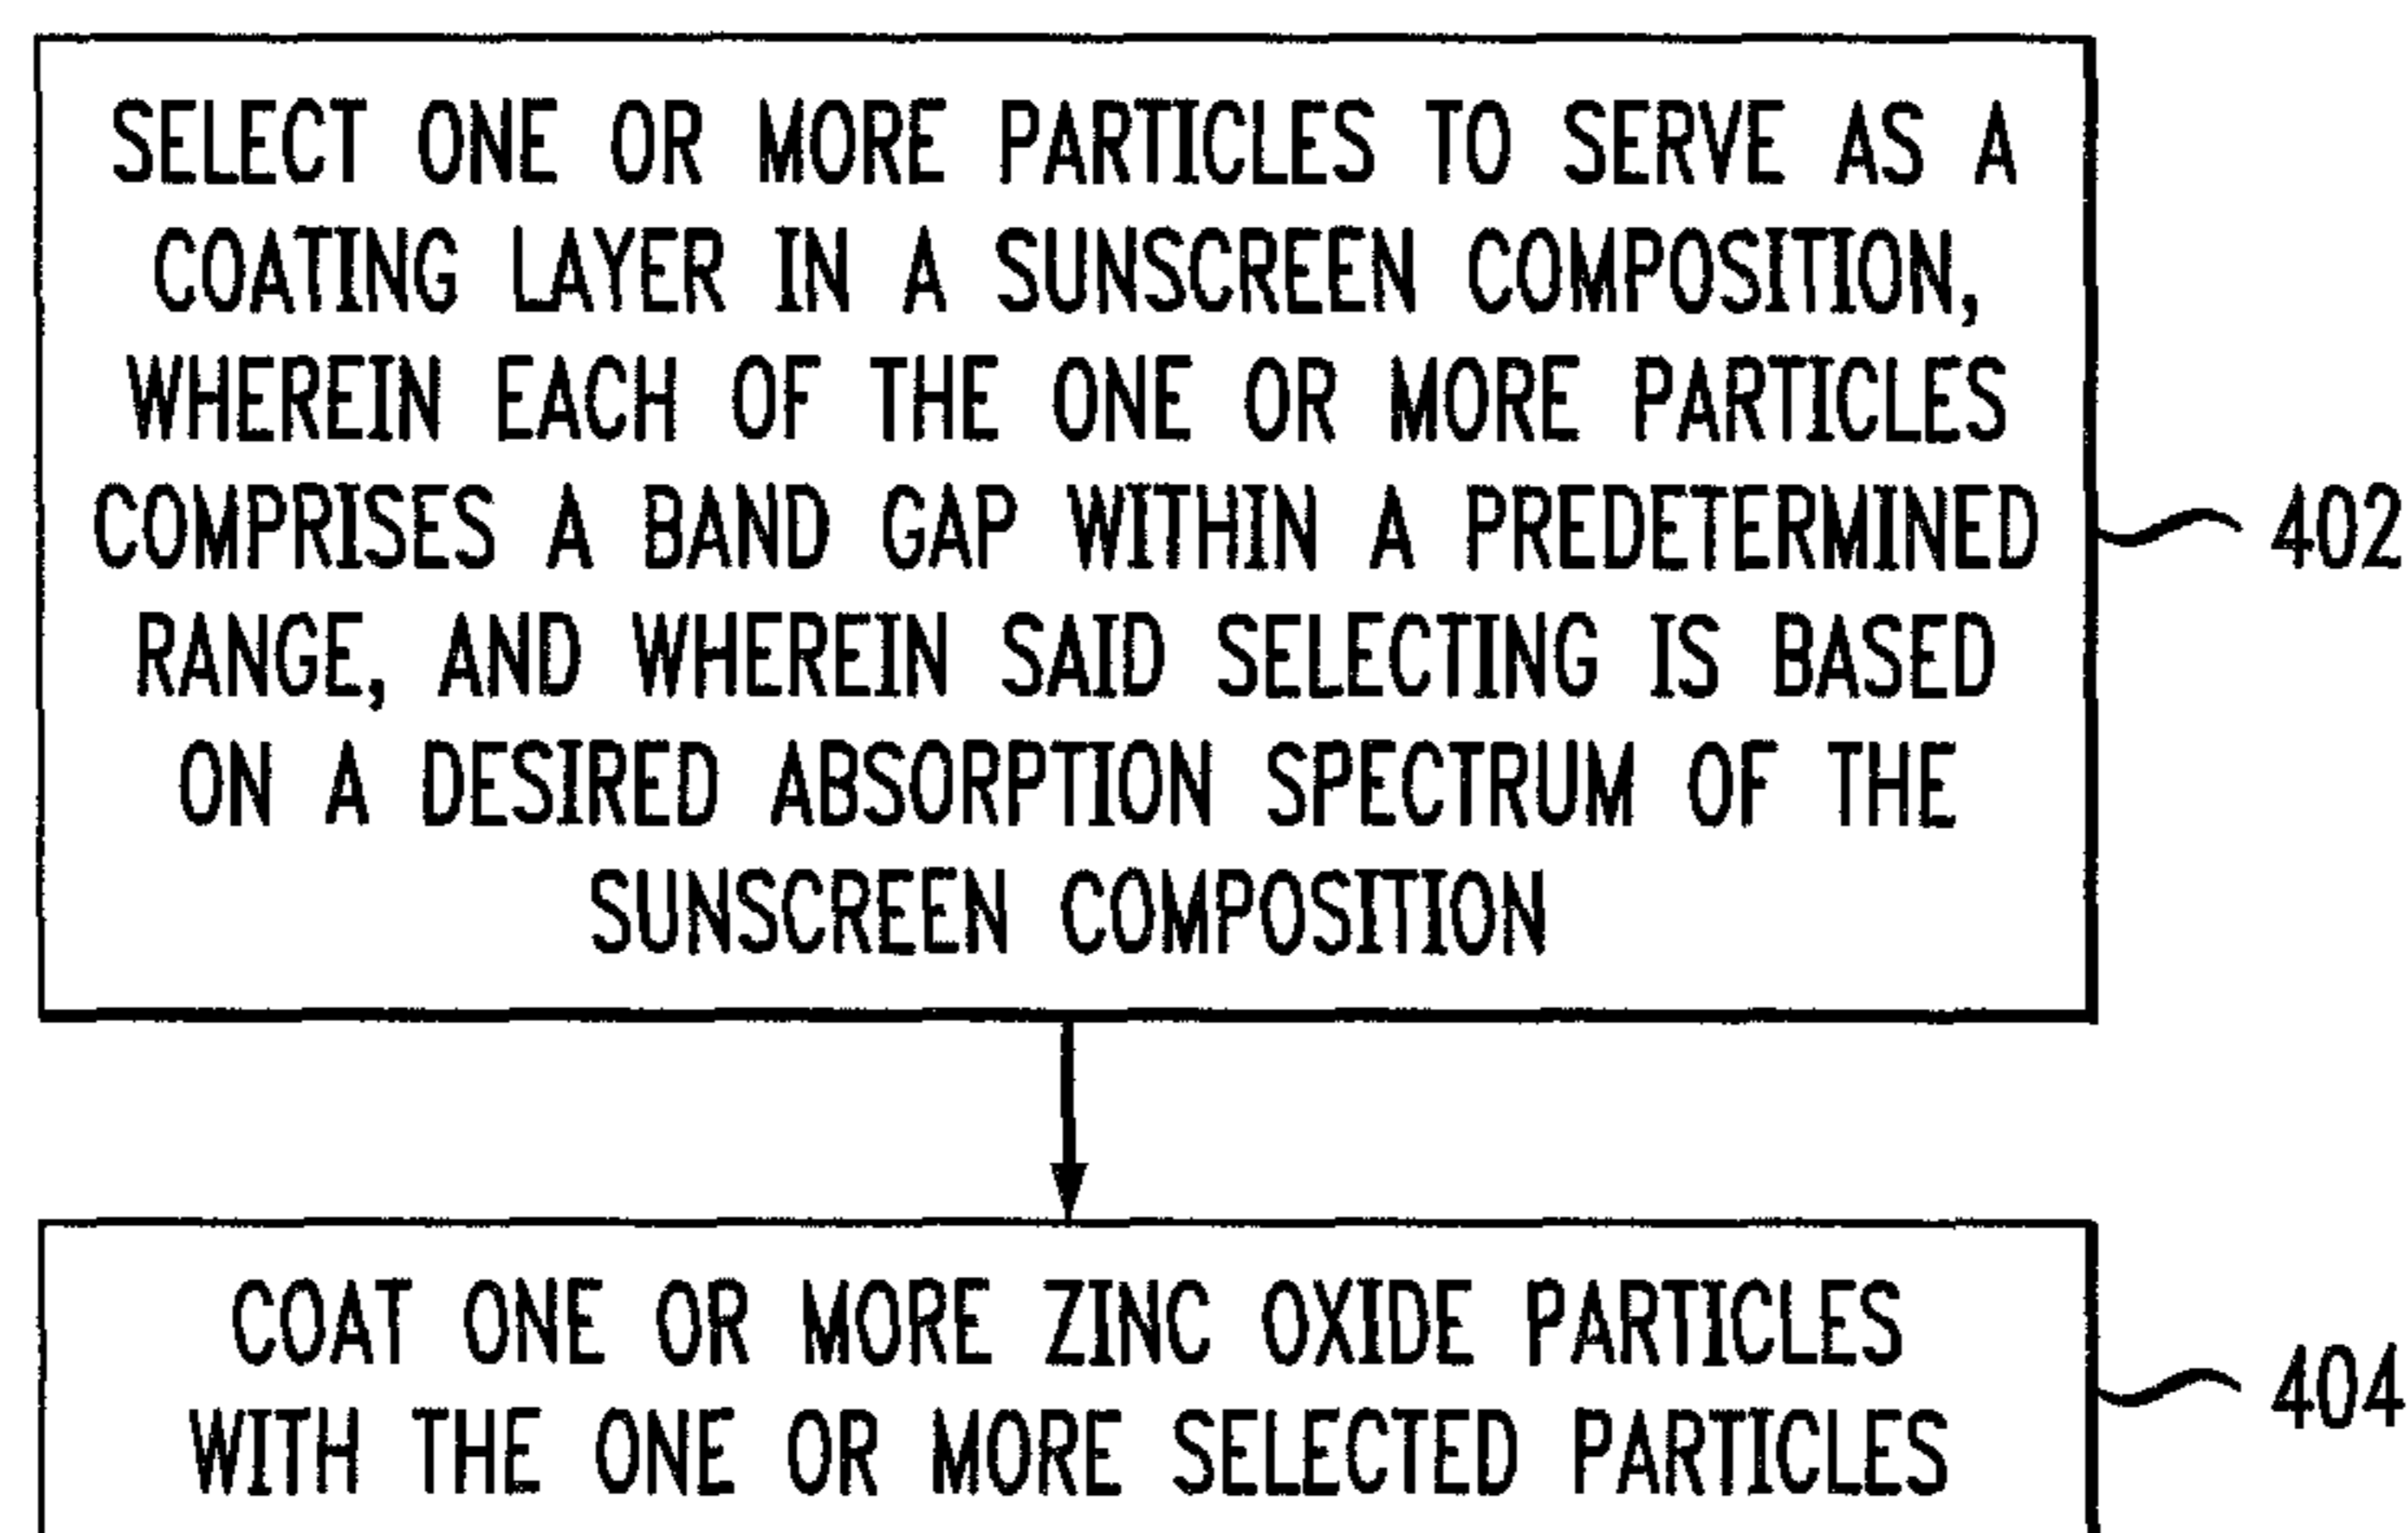 SELECT ONE OR MORE PARTICLES TO SERVE AS A
COATING LAYER IN A SUNSCREEN COMPOSITION,
WHEREIN EACH OF THE ONE OR MORE PARTICLES
COMPRISES A BAND GAP WITHIN A PREDETERMINED
RANGE, AND WHEREIN SAID SELECTING IS BASED
ON A DESIRED ABSORPTION SPECTRUM OF THE
SUNSCREEN COMPOSITION
402
COAT ONE OR MORE ZINC OXIDE PARTICLES
WITH THE ONE OR MORE SELECTED PARTICLES
404